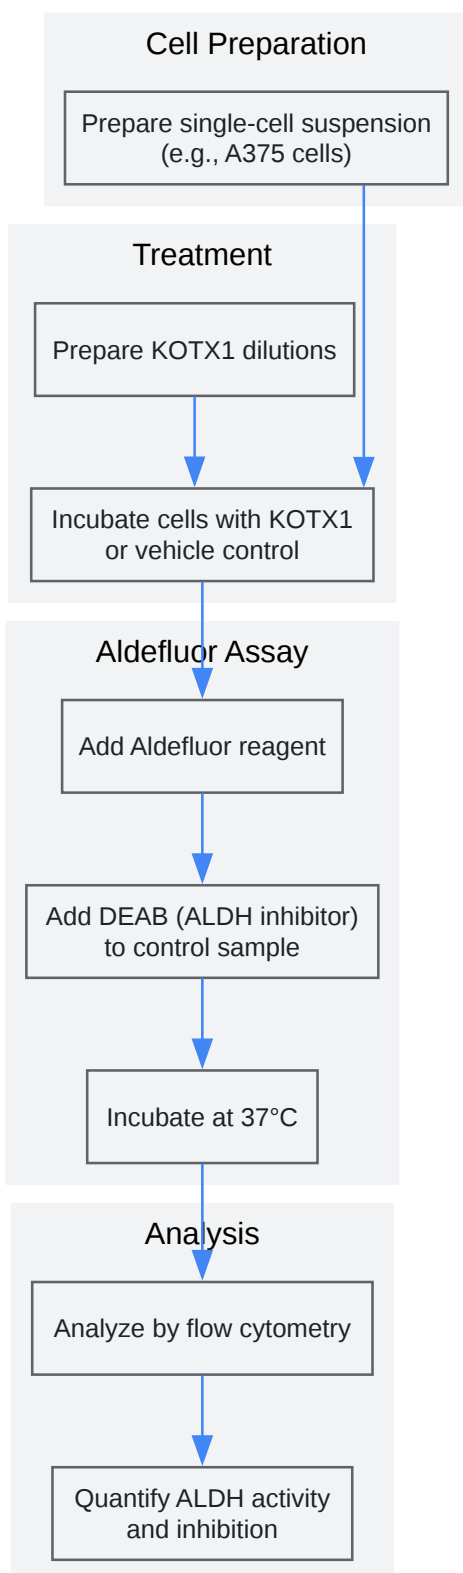 Cell Preparation
Prepare single-cell suspension
(e.g., A375 cells)
Treatment
Prepare KOTX1 dilutions
Incubate cells with KOTX1
or vehicle control
Aldefluor Assay
Add Aldefluor reagent
Add DEAB (ALDH inhibitor)
to control sample
Incubate at 37°C
Analysis
Analyze by flow cytometry
Quantify ALDH activity
and inhibition